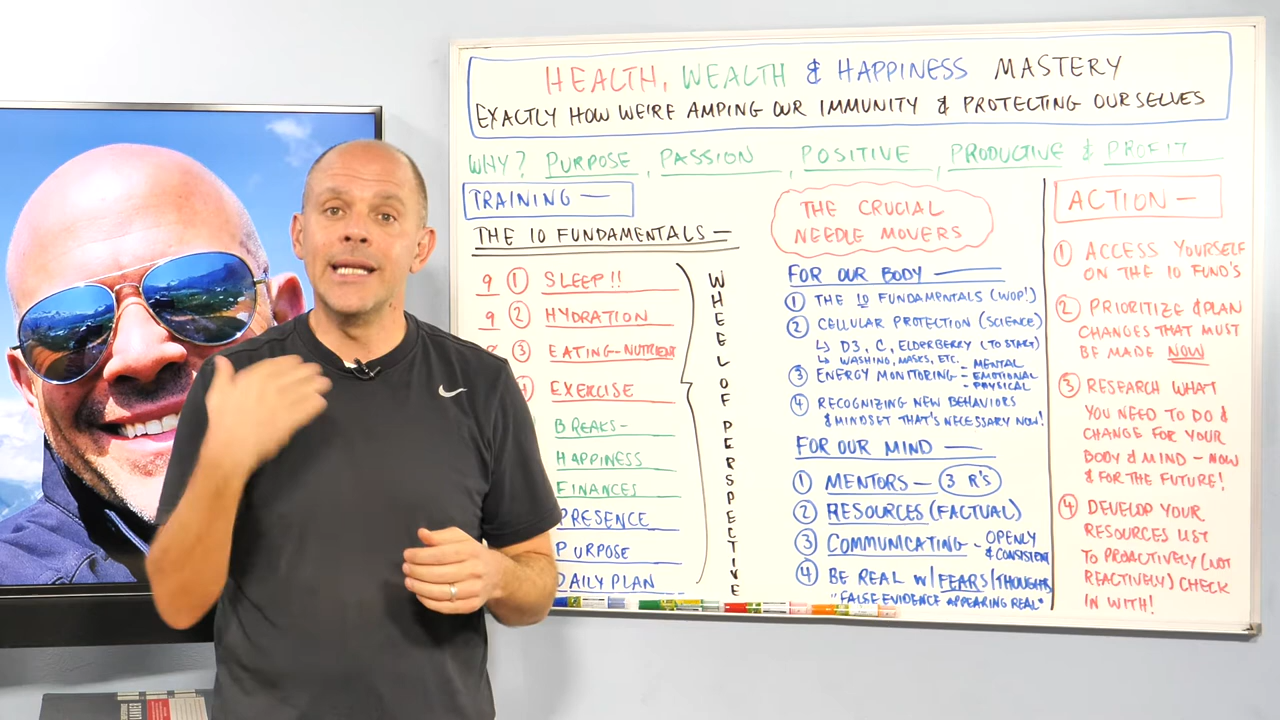 HEALTH, WEALTH & HAPPINESS MASTERY
EXACTLY HOW WE'RE AMPING OUR IMMUNITY & PROTECTING OURSELVES
WHY? PURPOSE, PASSION, POSITIVE, PRODUCTIVE & PROFIT
TRAINING —
THE 10 FUNDAMENTALS —
9 1 SLEEP!!
9 2 HYDRATION
3 EATING-NUTRIENT
EXERCISE
BREAKS-
HAPPINESS
FINANCES
PRESENCE
PURPOSE
DAILY PLAN
WHEEL OF PERSPECTIVE
THE CRUCIAL
NEEDLE MOVERS
FOR OUR BODY —
1 THE 10 FUNDAMENTALS (WOP!)
2 CELLULAR PROTECTION (SCIENCE)
↳ D3, C, ELDERBERRY (TO START)
↳ WASHING, MASKS, ETC.
3 ENERGY MONITORING - MENTAL
- EMOTIONAL
- PHYSICAL
4 RECOGNIZING NEW BEHAVIORS
& MINDSET THAT'S NECESSARY NOW!
FOR OUR MIND —
1 MENTORS — 3 R'S
2 RESOURCES (FACTUAL)
3 COMMUNICATING - OPENLY
& CONSISTENT
4 BE REAL W/FEARS/THOUGHTS
"FALSE EVIDENCE APPEARING REAL"
ACTION —
1 ACCESS YOURSELF
ON THE 10 FUND'S
2 PRIORITIZE & PLAN
CHANGES THAT MUST
BE MADE NOW
3 RESEARCH WHAT
YOU NEED TO DO &
CHANGE FOR YOUR
BODY & MIND - NOW
& FOR THE FUTURE!
4 DEVELOP YOUR
RESOURCES LIST
TO PROACTIVELY (NOT
REACTIVELY) CHECK
IN WITH!